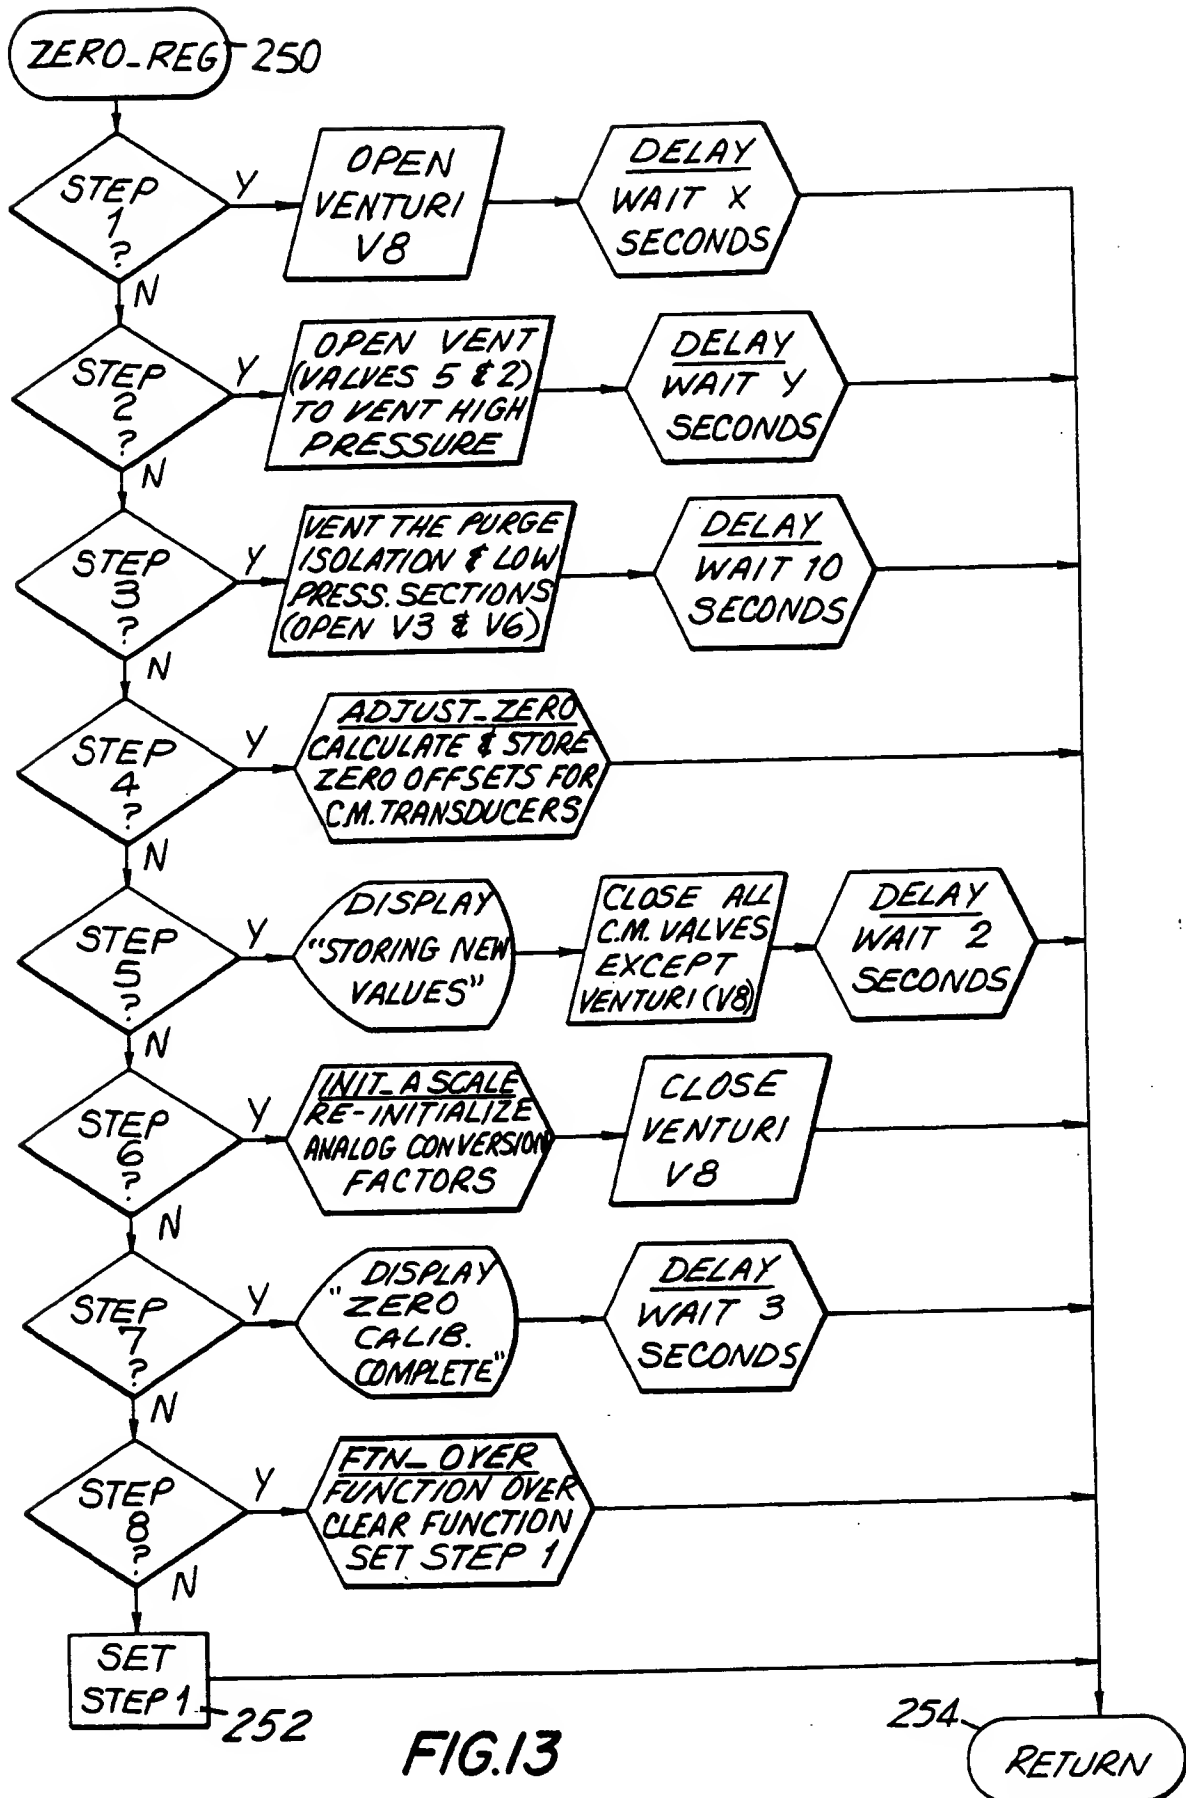 ZERO_REG 250
STEP
1
?
Y
N
OPEN
VENTURI
V8
DELAY
WAIT X
SECONDS
STEP
2
?
Y
N
OPEN VENT
(VALVES 5 & 2)
TO VENT HIGH
PRESSURE
DELAY
WAIT Y
SECONDS
STEP
3
?
Y
N
VENT THE PURGE
ISOLATION & LOW
PRESS. SECTIONS
(OPEN V3 & V6)
DELAY
WAIT 10
SECONDS
STEP
4
?
Y
N
ADJUST_ZERO
CALCULATE & STORE
ZERO OFFSETS FOR
C.M. TRANSDUCERS
STEP
5
?
Y
N
DISPLAY
"STORING NEW
VALUES"
CLOSE ALL
C.M. VALVES
EXCEPT
VENTURI (V8)
DELAY
WAIT 2
SECONDS
STEP
6
?
Y
N
INIT_A SCALE
RE-INITIALIZE
ANALOG CONVERSION
FACTORS
CLOSE
VENTURI
V8
STEP
7
?
Y
N
DISPLAY
"ZERO
CALIB.
COMPLETE"
DELAY
WAIT 3
SECONDS
STEP
8
?
Y
N
FTN_OVER
FUNCTION OVER
CLEAR FUNCTION
SET STEP 1
SET
STEP 1
252
254
RETURN
FIG.13